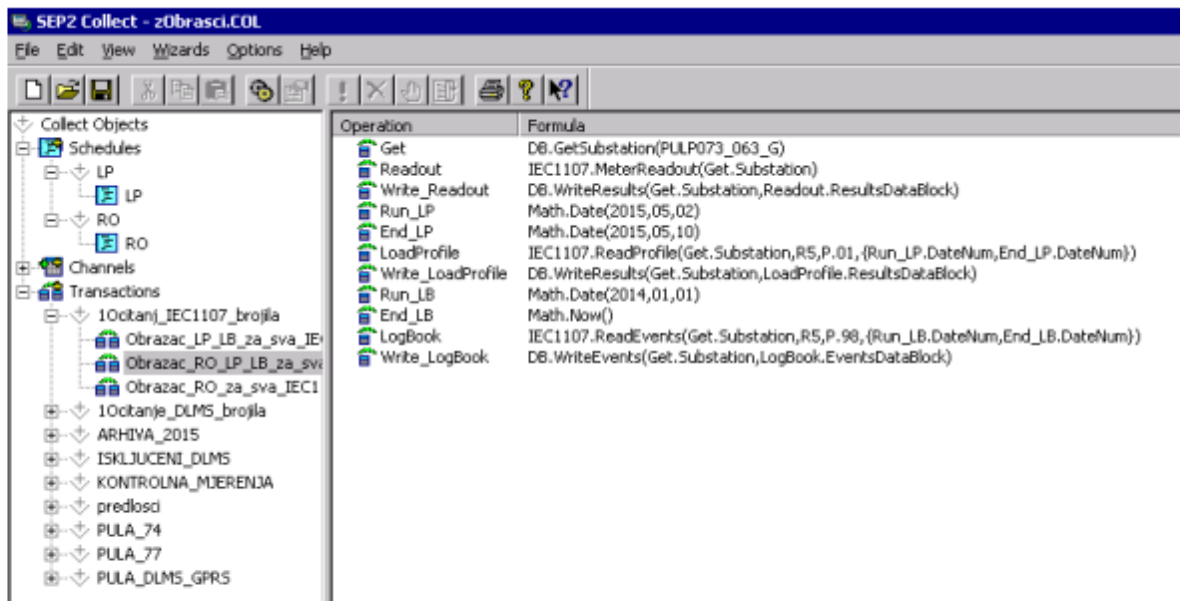 SEP2 Collect - zObrasci.COL
File Edit View Wizards Options Help
Collect Objects
Schedules
LP
LP
RO
RO
Channels
Transactions
1Ocitanj_IEC1107_brojila
Obrazac_LP_LB_za_sva_IE
Obrazac_RO_LP_LB_za_sva
Obrazac_RO_za_sva_IEC1
1Ocitanje_DLMS_brojila
ARHIVA_2015
ISKLJUCENI_DLMS
KONTROLNA_MJERENJA
predlosci
PULA_74
PULA_77
PULA_DLMS_GPRS
Operation Formula
Get DB.GetSubstation(PULP073_063_G)
Readout IEC1107.MeterReadout(Get.Substation)
Write_Readout DB.WriteResults(Get.Substation,Readout.ResultsDataBlock)
Run_LP Math.Date(2015,05,02)
End_LP Math.Date(2015,05,10)
LoadProfile IEC1107.ReadProfile(Get.Substation,R5,P.01,{Run_LP.DateNum,End_LP.DateNum})
Write_LoadProfile DB.WriteResults(Get.Substation,LoadProfile.ResultsDataBlock)
Run_LB Math.Date(2014,01,01)
End_LB Math.Now()
LogBook IEC1107.ReadEvents(Get.Substation,R5,P.98,{Run_LB.DateNum,End_LB.DateNum})
Write_LogBook DB.WriteEvents(Get.Substation,LogBook.EventsDataBlock)